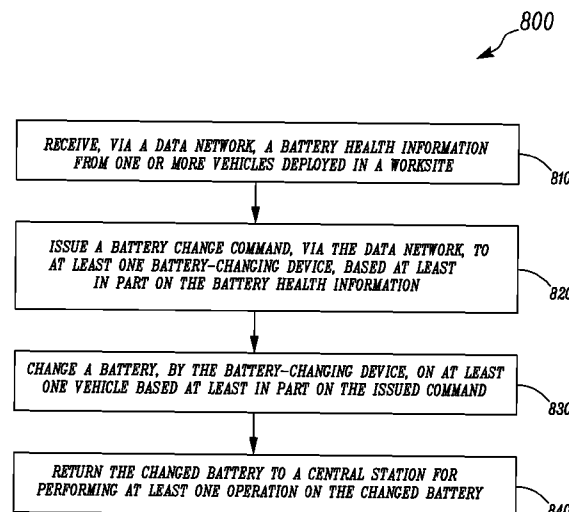 800
RECEIVE, VIA A DATA NETWORK, A BATTERY HEALTH INFORMATION
FROM ONE OR MORE VEHICLES DEPLOYED IN A WORKSITE
810
ISSUE A BATTERY CHANGE COMMAND, VIA THE DATA NETWORK, TO
AT LEAST ONE BATTERY-CHANGING DEVICE, BASED AT LEAST
IN PART ON THE BATTERY HEALTH INFORMATION
820
CHANGE A BATTERY, BY THE BATTERY-CHANGING DEVICE, ON AT LEAST
ONE VEHICLE BASED AT LEAST IN PART ON THE ISSUED COMMAND
830
RETURN THE CHANGED BATTERY TO A CENTRAL STATION FOR
PERFORMING AT LEAST ONE OPERATION ON THE CHANGED BATTERY
840